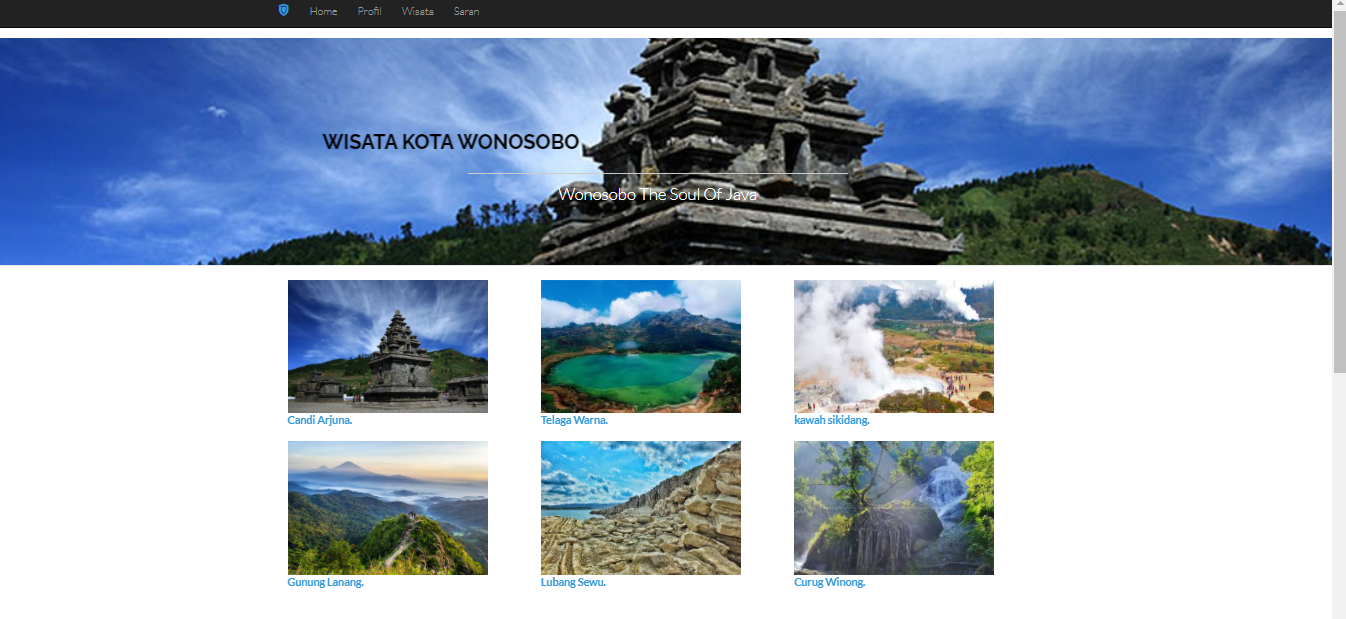 Home Profil Wisata Saran
WISATA KOTA WONOSOBO
Wonosobo The Soul Of Java
Candi Arjuna. Telaga Warna. kawah sikidang.
Gunung Lanang. Lubang Sewu. Curug Winong.